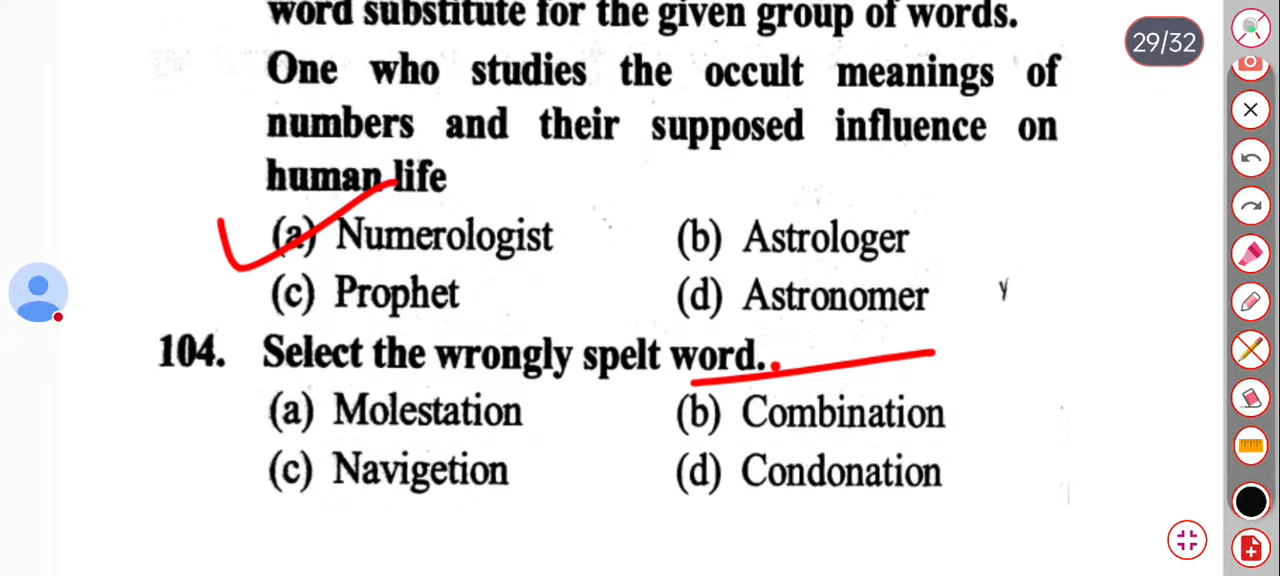 word substitute for the given group of words.
29/32
One who studies the occult meanings of
numbers and their supposed influence on
human life
(a) Numerologist (b) Astrologer
(c) Prophet (d) Astronomer
104. Select the wrongly spelt word.
(a) Molestation (b) Combination
(c) Navigetion (d) Condonation